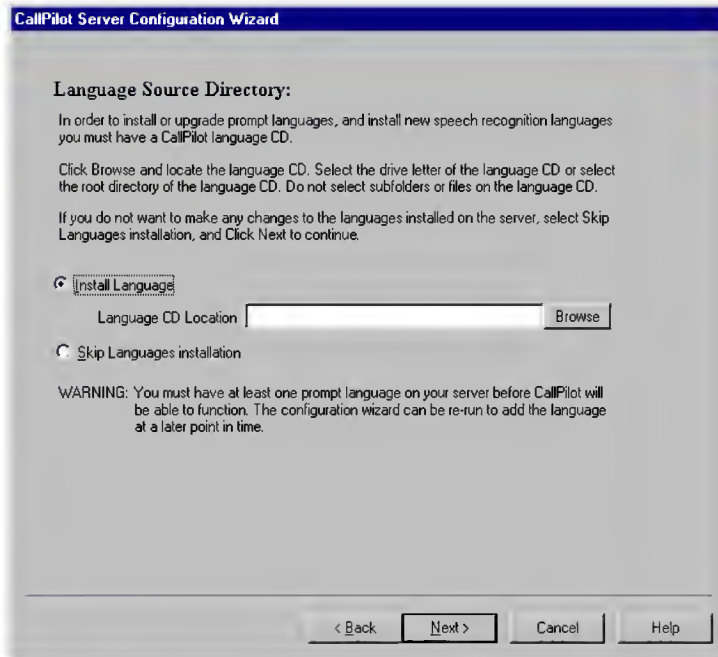 CallPilot Server Configuration Wizard
Language Source Directory:
In order to install or upgrade prompt languages, and install new speech recognition languages
you must have a CallPilot language CD.
Click Browse and locate the language CD. Select the drive letter of the language CD or select
the root directory of the language CD. Do not select subfolders or files on the language CD.
If you do not want to make any changes to the languages installed on the server, select Skip
Languages installation, and Click Next to continue.
Install Language
Language CD Location Browse
Skip Languages installation
WARNING: You must have at least one prompt language on your server before CallPilot will
be able to function. The configuration wizard can be re-run to add the language
at a later point in time.
< Back Next > Cancel Help